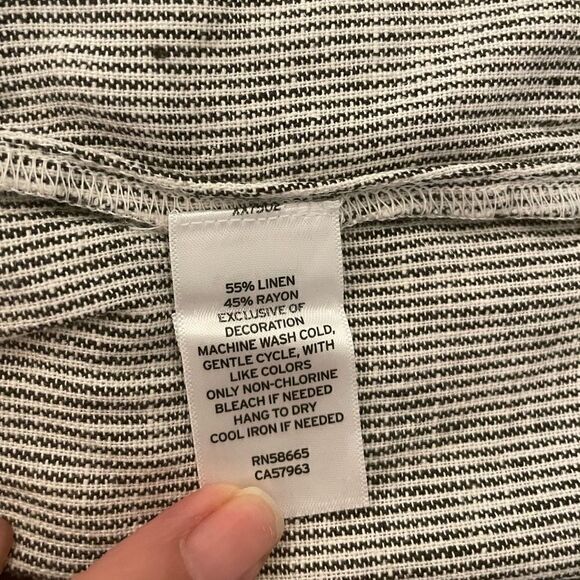 55% LINEN
45% RAYON
EXCLUSIVE OF
DECORATION
MACHINE WASH COLD,
GENTLE CYCLE, WITH
LIKE COLORS
ONLY NON-CHLORINE
BLEACH IF NEEDED
HANG TO DRY
COOL IRON IF NEEDED
RN58665
CA57963